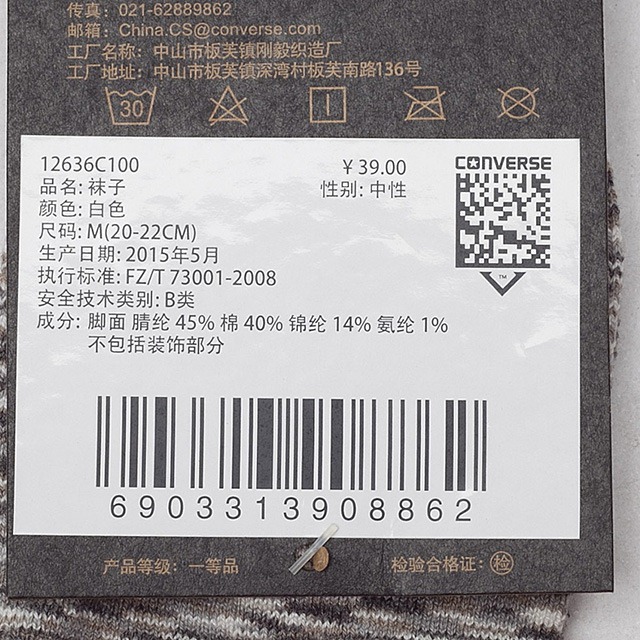 传真：021-62889862
邮箱：China.CS@converse.com
工厂名称：中山市板芙镇刚毅织造厂
工厂地址：中山市板芙镇深湾村板芙南路136号
30
12636C100
￥39.00
CONVERSE
品名: 袜子
性别: 中性
颜色: 白色
尺码: M(20-22CM)
生产日期: 2015年5月
TM
执行标准: FZ/T 73001-2008
安全技术类别: B类
成分: 脚面 腈纶 45% 棉 40% 锦纶 14% 氨纶 1%
不包括装饰部分
6903313908862
产品等级：一等品
检验合格证：检